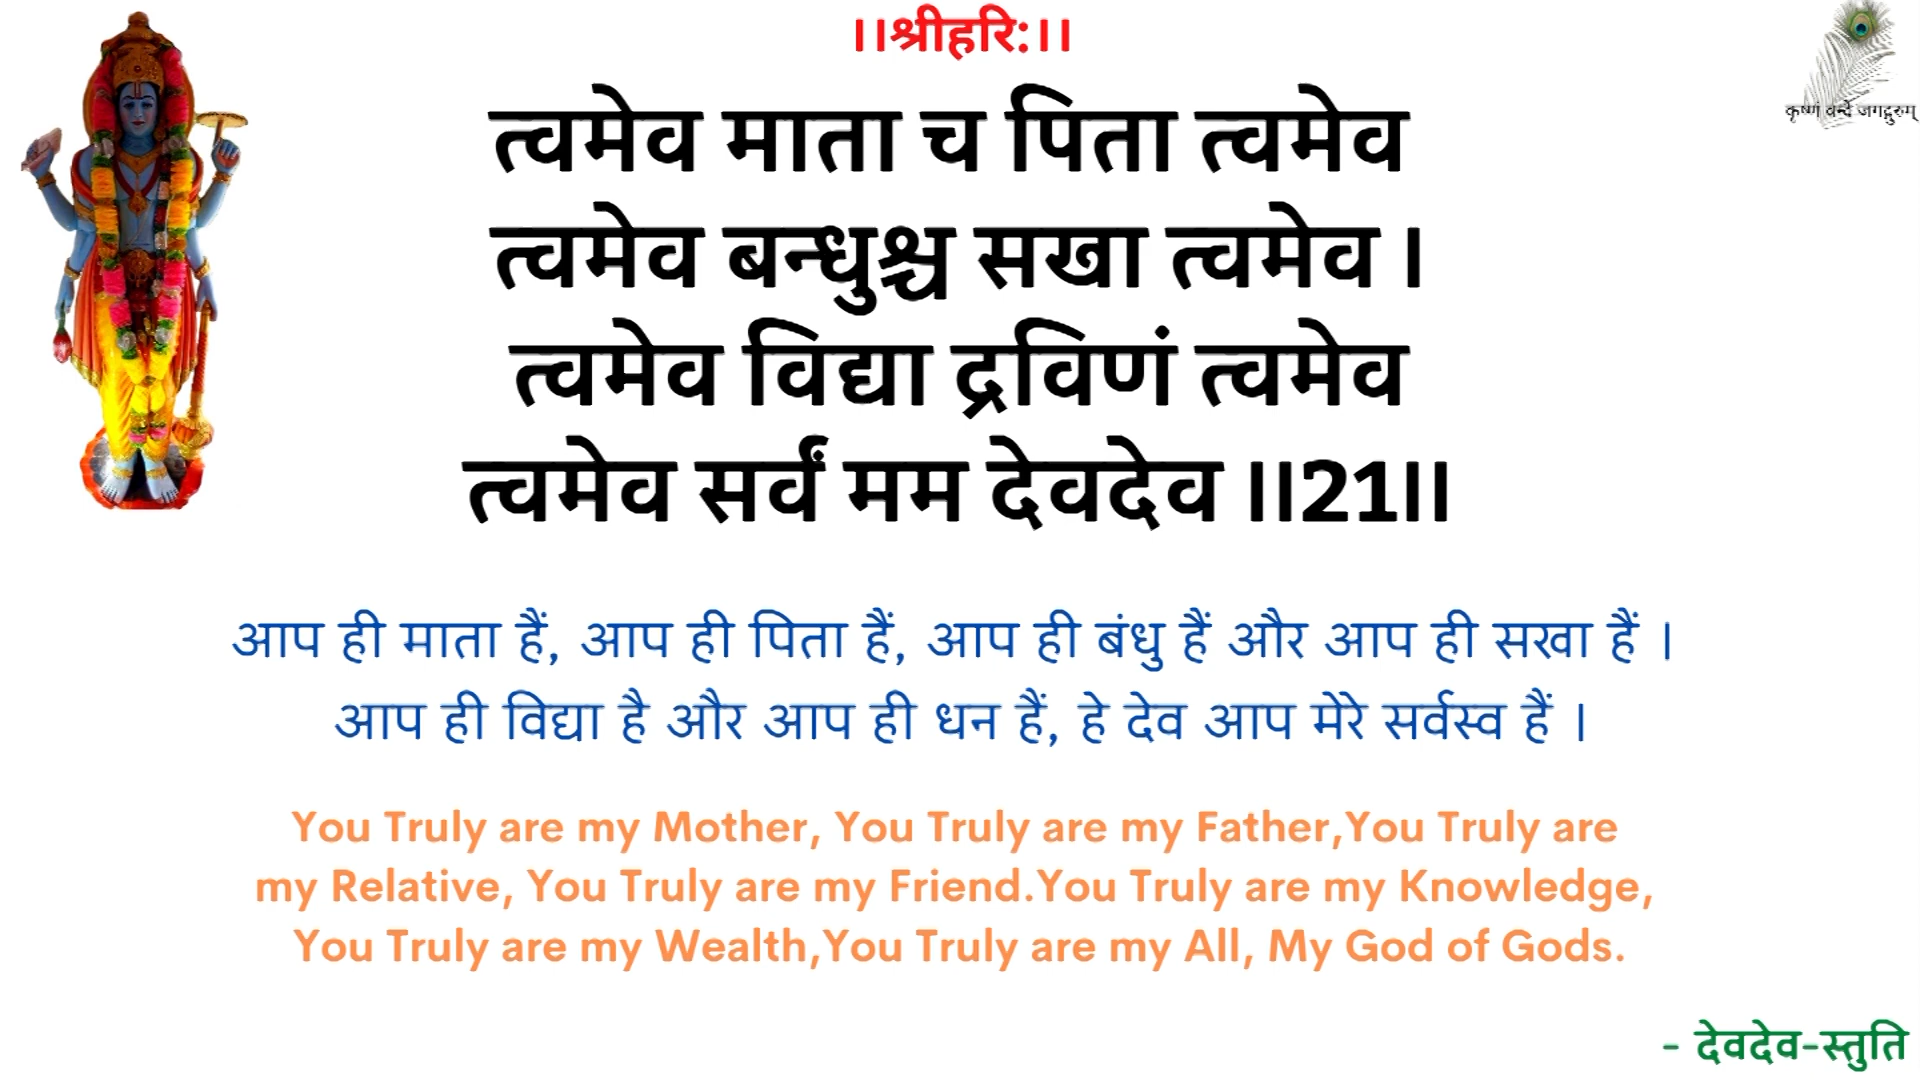 ।।श्रीहरि:।।
कृष्णं वन्दे जगद्गुरुम्
त्वमेव माता च पिता त्वमेव
त्वमेव बन्धुश्च सखा त्वमेव ।
त्वमेव विद्या द्रविणं त्वमेव
त्वमेव सर्वं मम देवदेव ।।21।।
आप ही माता हैं, आप ही पिता हैं, आप ही बंधु हैं और आप ही सखा हैं ।
आप ही विद्या है और आप ही धन हैं, हे देव आप मेरे सर्वस्व हैं ।
You Truly are my Mother, You Truly are my Father,You Truly are
my Relative, You Truly are my Friend.You Truly are my Knowledge,
You Truly are my Wealth,You Truly are my All, My God of Gods.
- देवदेव-स्तुति